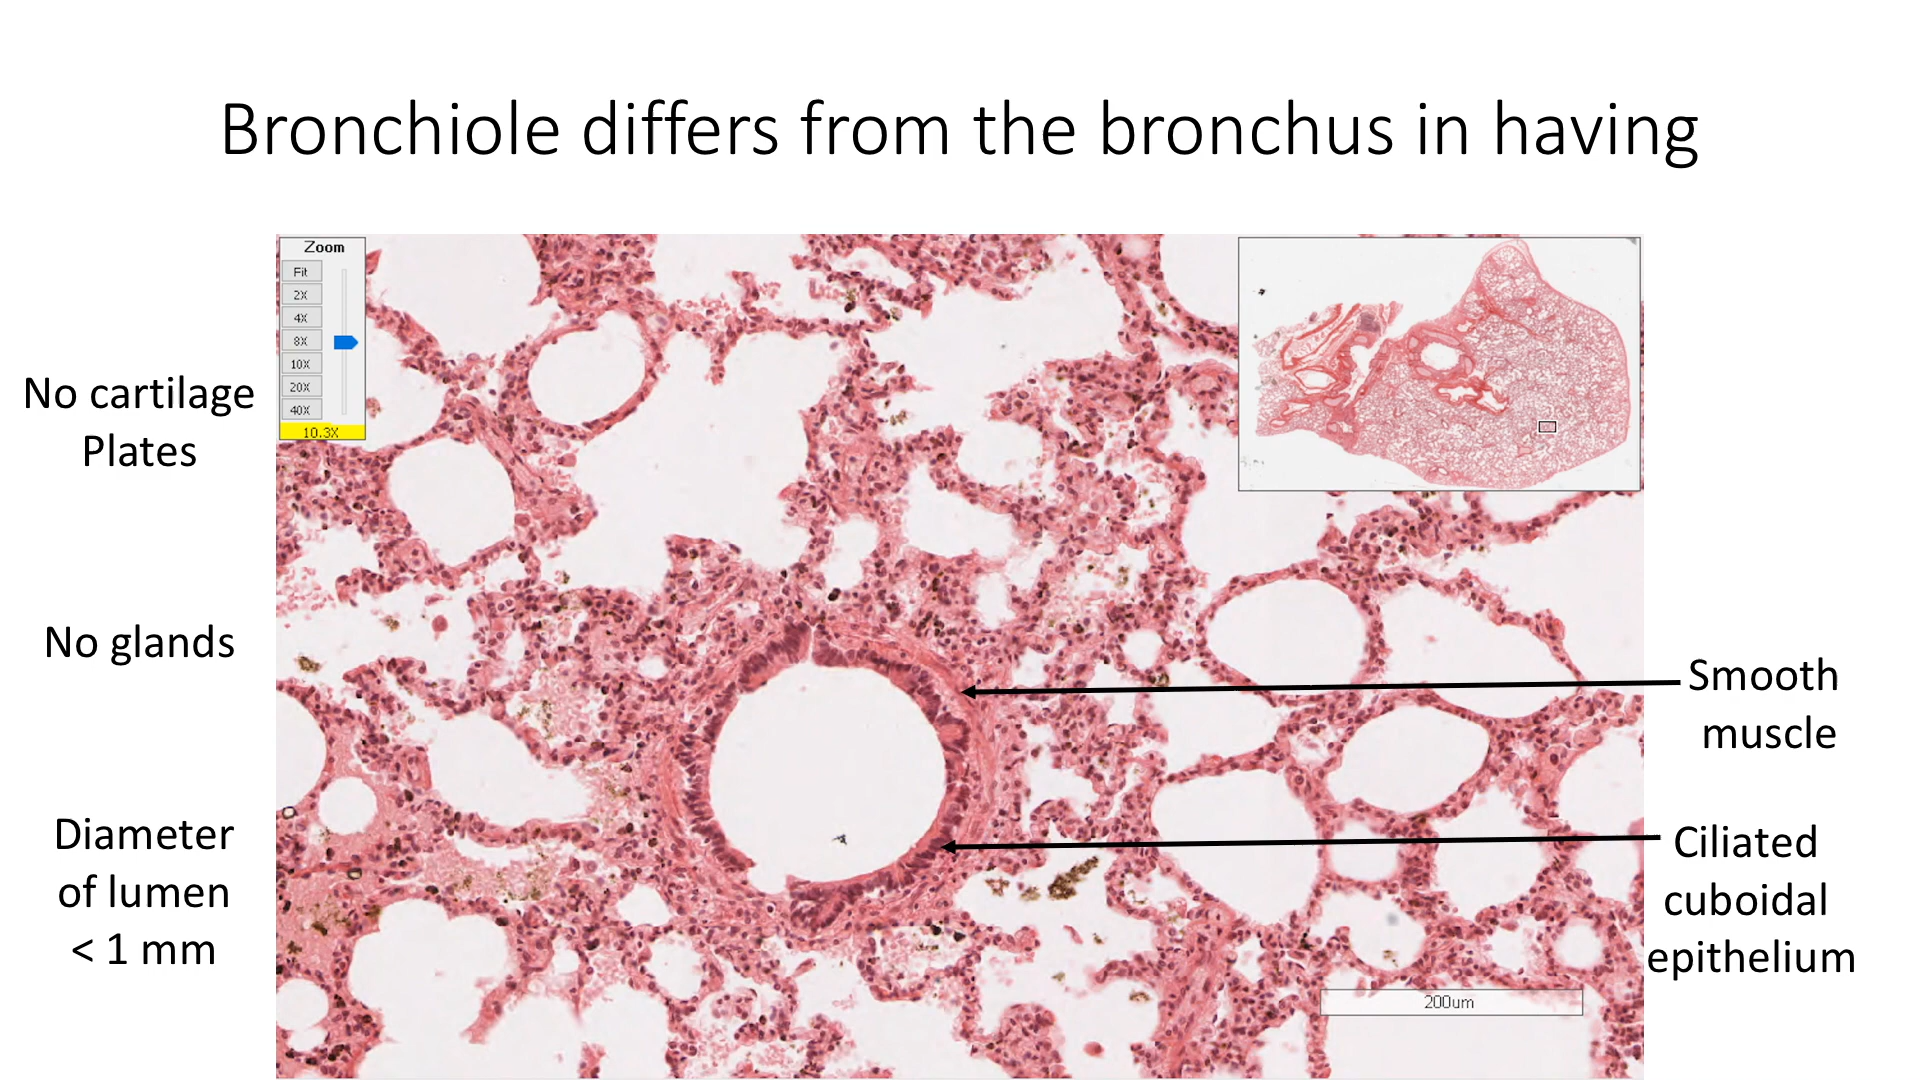 Bronchiole differs from the bronchus in having
Zoom
Fit
2X
4X
8X
10X
20X
40X
10.3X
No cartilage
Plates
No glands
Diameter
of lumen
< 1 mm
Smooth
muscle
Ciliated
cuboidal
epithelium
200um